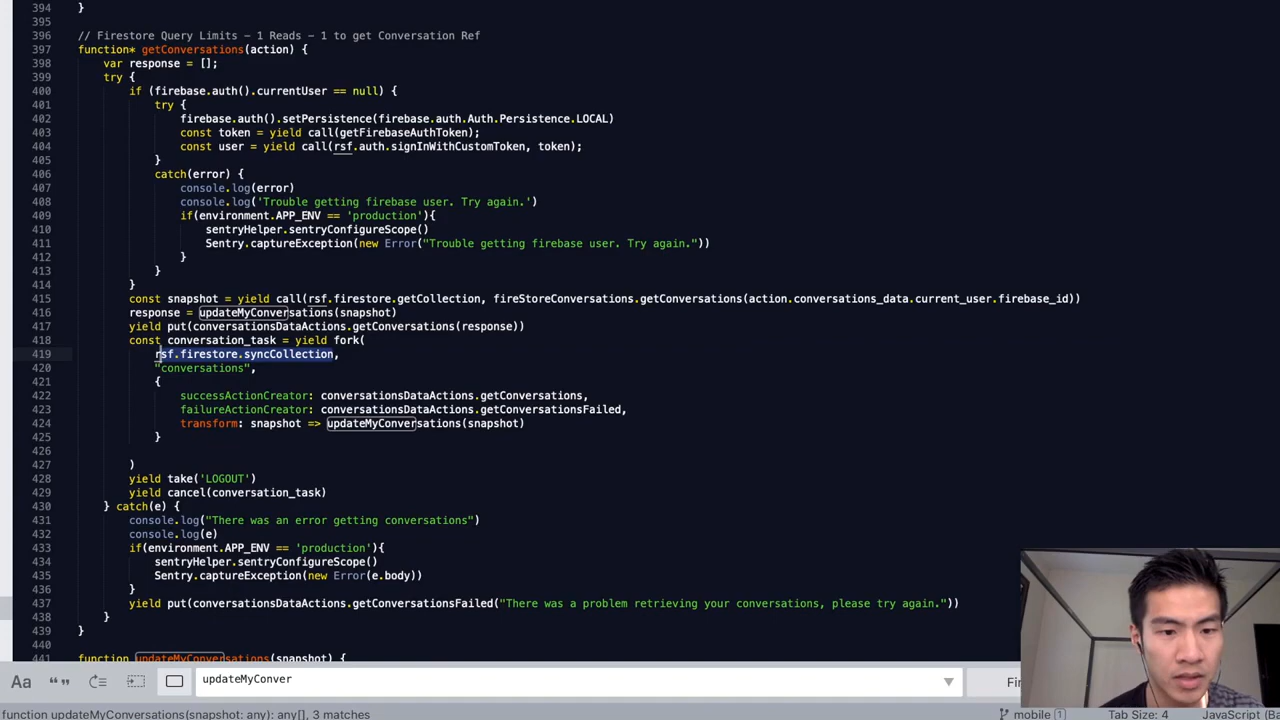 394 }
395
396 // Firestore Query Limits - 1 Reads - 1 to get Conversation Ref
397 function* getConversations(action) {
398 var response = [];
399 try {
400 if (firebase.auth().currentUser == null) {
401 try {
402 firebase.auth().setPersistence(firebase.auth.Auth.Persistence.LOCAL)
403 const token = yield call(getFirebaseAuthToken);
404 const user = yield call(rsf.auth.signInWithCustomToken, token);
405 }
406 catch(error) {
407 console.log(error)
408 console.log('Trouble getting firebase user. Try again.')
409 if(environment.APP_ENV == 'production'){
410 sentryHelper.sentryConfigureScope()
411 Sentry.captureException(new Error("Trouble getting firebase user. Try again."))
412 }
413 }
414 }
415 const snapshot = yield call(rsf.firestore.getCollection, fireStoreConversations.getConversations(action.conversations_data.current_user.firebase_id))
416 response = updateMyConversations(snapshot)
417 yield put(conversationsDataActions.getConversations(response))
418 const conversation_task = yield fork(
419 rsf.firestore.syncCollection,
420 "conversations",
421 {
422 successActionCreator: conversationsDataActions.getConversations,
423 failureActionCreator: conversationsDataActions.getConversationsFailed,
424 transform: snapshot => updateMyConversations(snapshot)
425 }
426
427 )
428 yield take('LOGOUT')
429 yield cancel(conversation_task)
430 } catch(e) {
431 console.log("There was an error getting conversations")
432 console.log(e)
433 if(environment.APP_ENV == 'production'){
434 sentryHelper.sentryConfigureScope()
435 Sentry.captureException(new Error(e.body))
436 }
437 yield put(conversationsDataActions.getConversationsFailed("There was a problem retrieving your conversations, please try again."))
438 }
439 }
440
441 function updateMyConversations(snapshot) {
Aa “” updateMyConver
function updateMyConversations(snapshot: any): any[], 3 matches mobile 1 Tab Size: 4 JavaScript